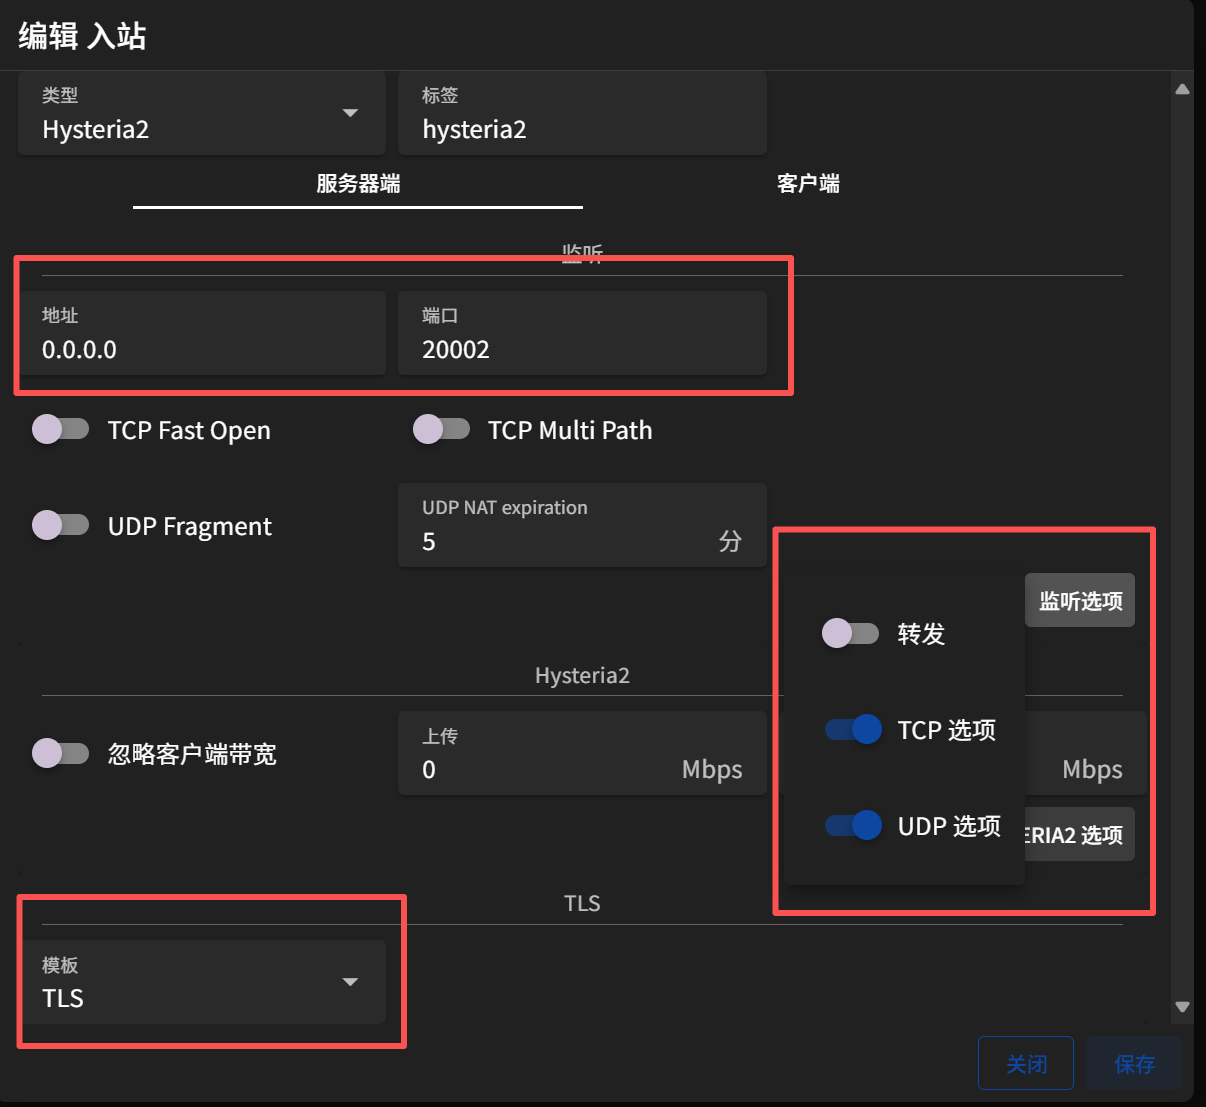 编辑 入站
类型
Hysteria2
标签
hysteria2
服务器端
客户端
监听
地址
0.0.0.0
端口
20002
TCP Fast Open
TCP Multi Path
UDP Fragment
UDP NAT expiration
5
分
监听选项
转发
TCP 选项
UDP 选项
Hysteria2
忽略客户端带宽
上传
0
Mbps
Mbps
ERIA2 选项
TLS
模板
TLS
关闭
保存